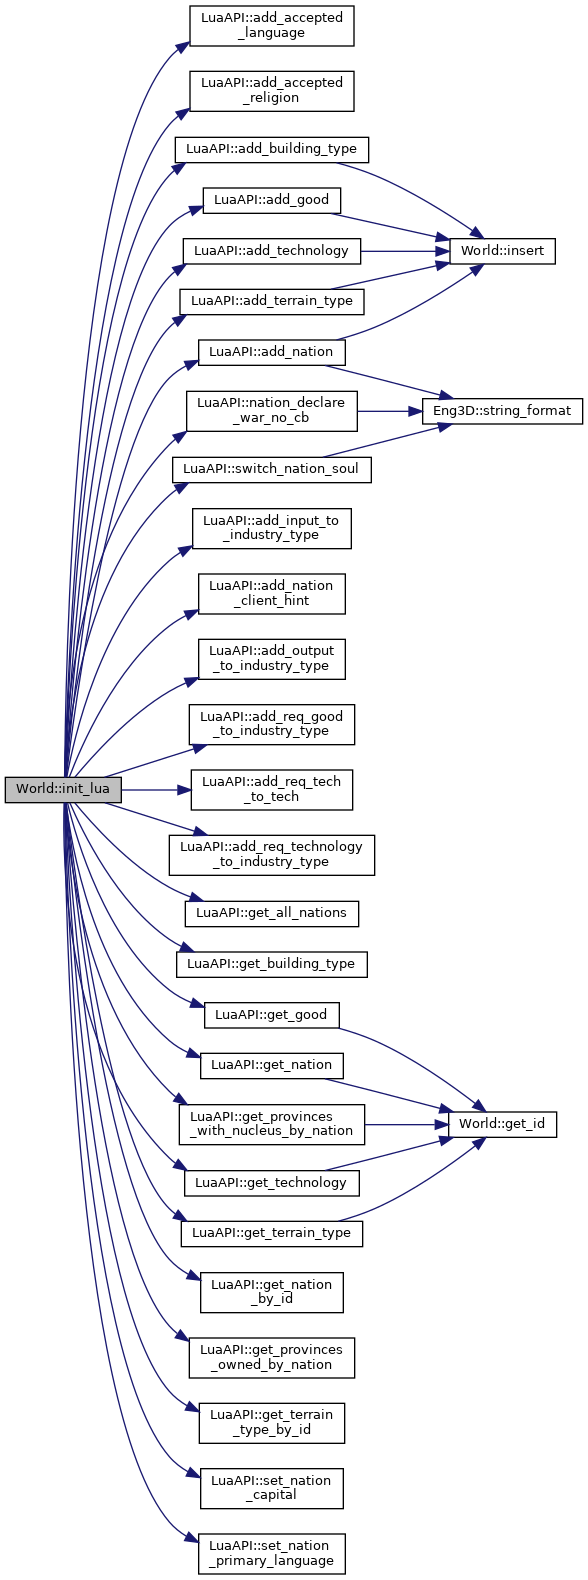 LuaAPI::add_accepted
_language
LuaAPI::add_accepted
_religion
LuaAPI::add_building_type
LuaAPI::add_good
LuaAPI::add_technology
World::insert
LuaAPI::add_terrain_type
LuaAPI::add_nation
LuaAPI::nation_declare
_war_no_cb
Eng3D::string_format
LuaAPI::switch_nation_soul
LuaAPI::add_input_to
_industry_type
LuaAPI::add_nation
_client_hint
LuaAPI::add_output
_to_industry_type
LuaAPI::add_req_good
_to_industry_type
World::init_lua
LuaAPI::add_req_tech
_to_tech
LuaAPI::add_req_technology
_to_industry_type
LuaAPI::get_all_nations
LuaAPI::get_building_type
LuaAPI::get_good
LuaAPI::get_nation
LuaAPI::get_provinces
_with_nucleus_by_nation
World::get_id
LuaAPI::get_technology
LuaAPI::get_terrain_type
LuaAPI::get_nation
_by_id
LuaAPI::get_provinces
_owned_by_nation
LuaAPI::get_terrain
_type_by_id
LuaAPI::set_nation
_capital
LuaAPI::set_nation
_primary_language